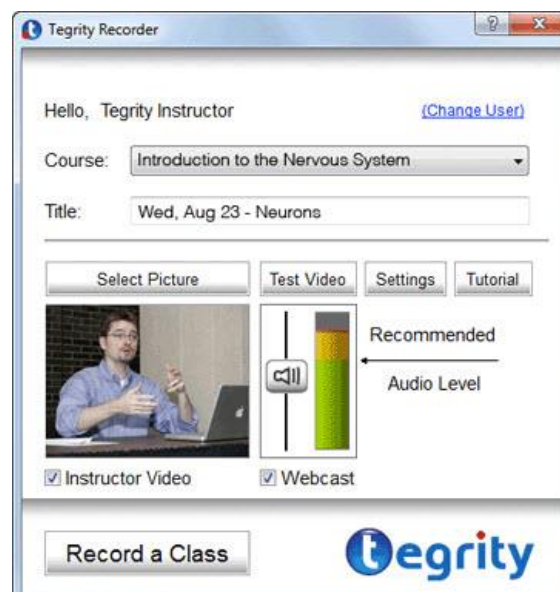 Tegrity Recorder
Hello, Tegrity Instructor (Change User)
Course: Introduction to the Nervous System
Title: Wed, Aug 23 - Neurons
Select Picture Test Video Settings Tutorial
Recommended
Audio Level
Instructor Video Webcast
Record a Class tegrity